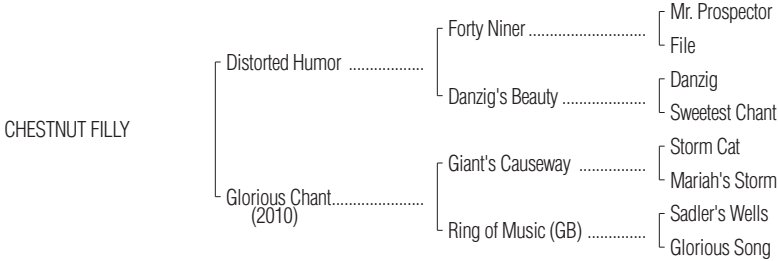 Mr. Prospector
Forty Niner ............................
File
Distorted Humor ..................
Danzig
Danzig's Beauty ....................
Sweetest Chant
CHESTNUT FILLY
Storm Cat
Giant's Causeway ................
Mariah's Storm
Glorious Chant......................
(2010)
Sadler's Wells
Ring of Music (GB) ..............
Glorious Song